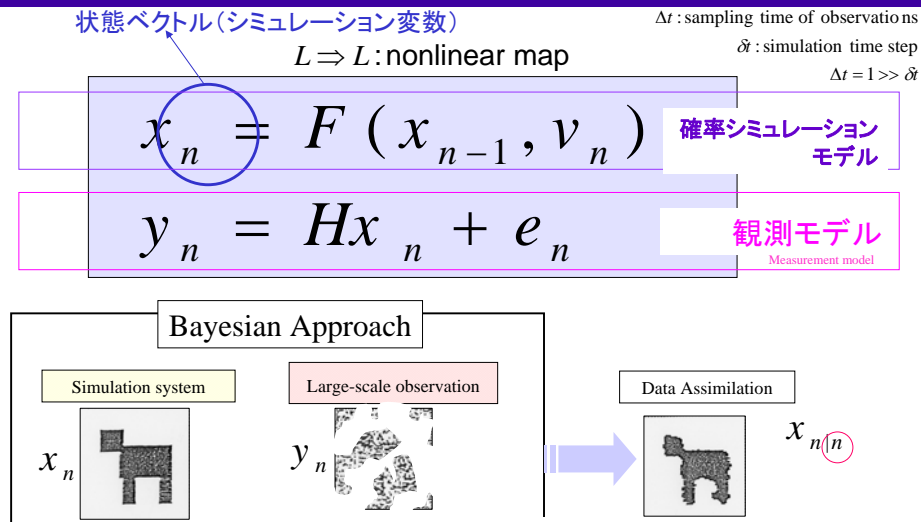 状態ベクトル(シミュレーション変数)
L ⇒ L : nonlinear map
Δt : sampling time of observations
δt : simulation time step
Δt = 1 >> δt
x_n = F ( x_{n−1} , v_n )
確率シミュレーション
モデル
y_n = Hx_n + e_n
観測モデル
Measurement model
Bayesian Approach
Simulation system
Large-scale observation
Data Assimilation
x_n
y_n
x_{n|n}